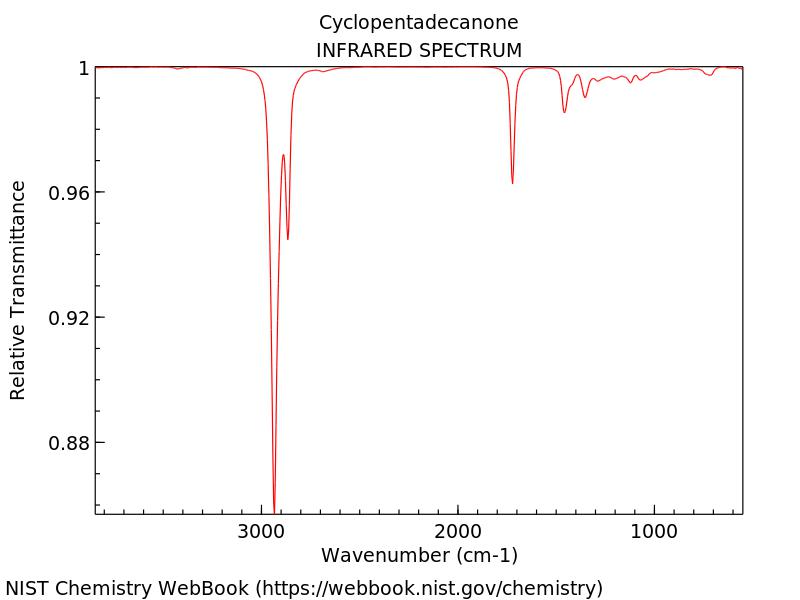 Cyclopentadecanone
INFRARED SPECTRUM
1
0.96
0.92
0.88
Relative Transmittance
3000 2000 1000
Wavenumber (cm-1)
NIST Chemistry WebBook (https://webbook.nist.gov/chemistry)